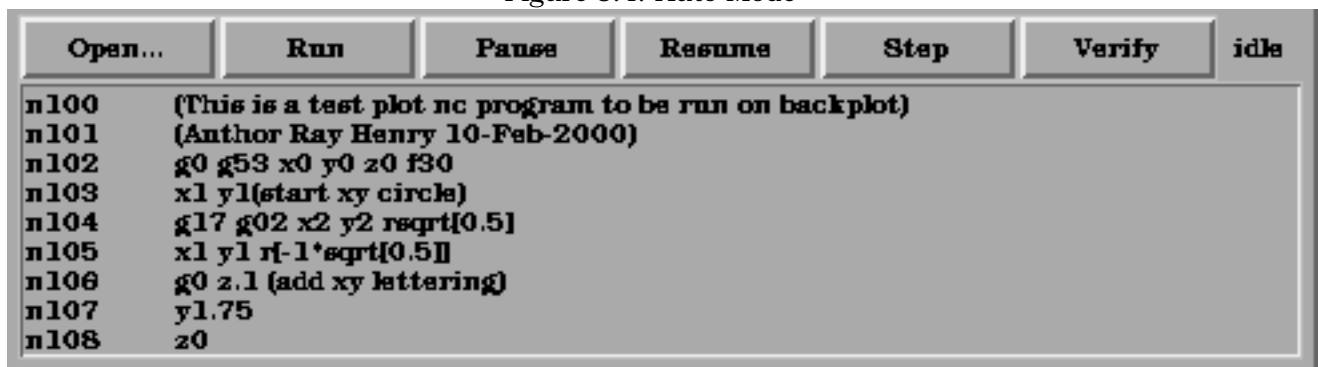 Figure 8.4: Auto Mode
Open... Run Pause Resume Step Verify idle
n100 (This is a test plot nc program to be run on backplot)
n101 (Author Ray Henry 10-Feb-2000)
n102 g0 g53 x0 y0 z0 f30
n103 x1 y1(start xy circle)
n104 g17 g02 x2 y2 rsqrt[0.5]
n105 x1 y1 r[-1*sqrt[0.5]]
n106 g0 z.1 (add xy lettering)
n107 y1.75
n108 z0